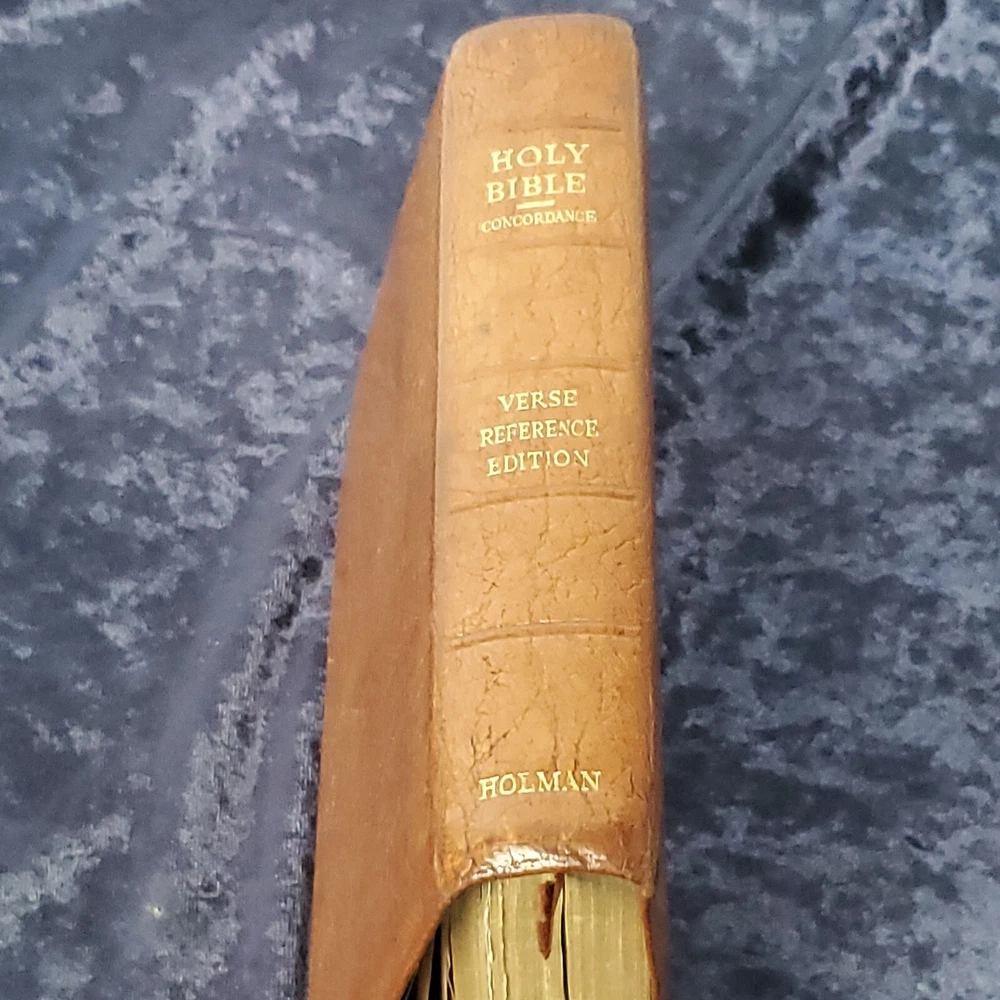 HOLY
BIBLE
CONCORDANCE
VERSE
REFERENCE
EDITION
HOLMAN